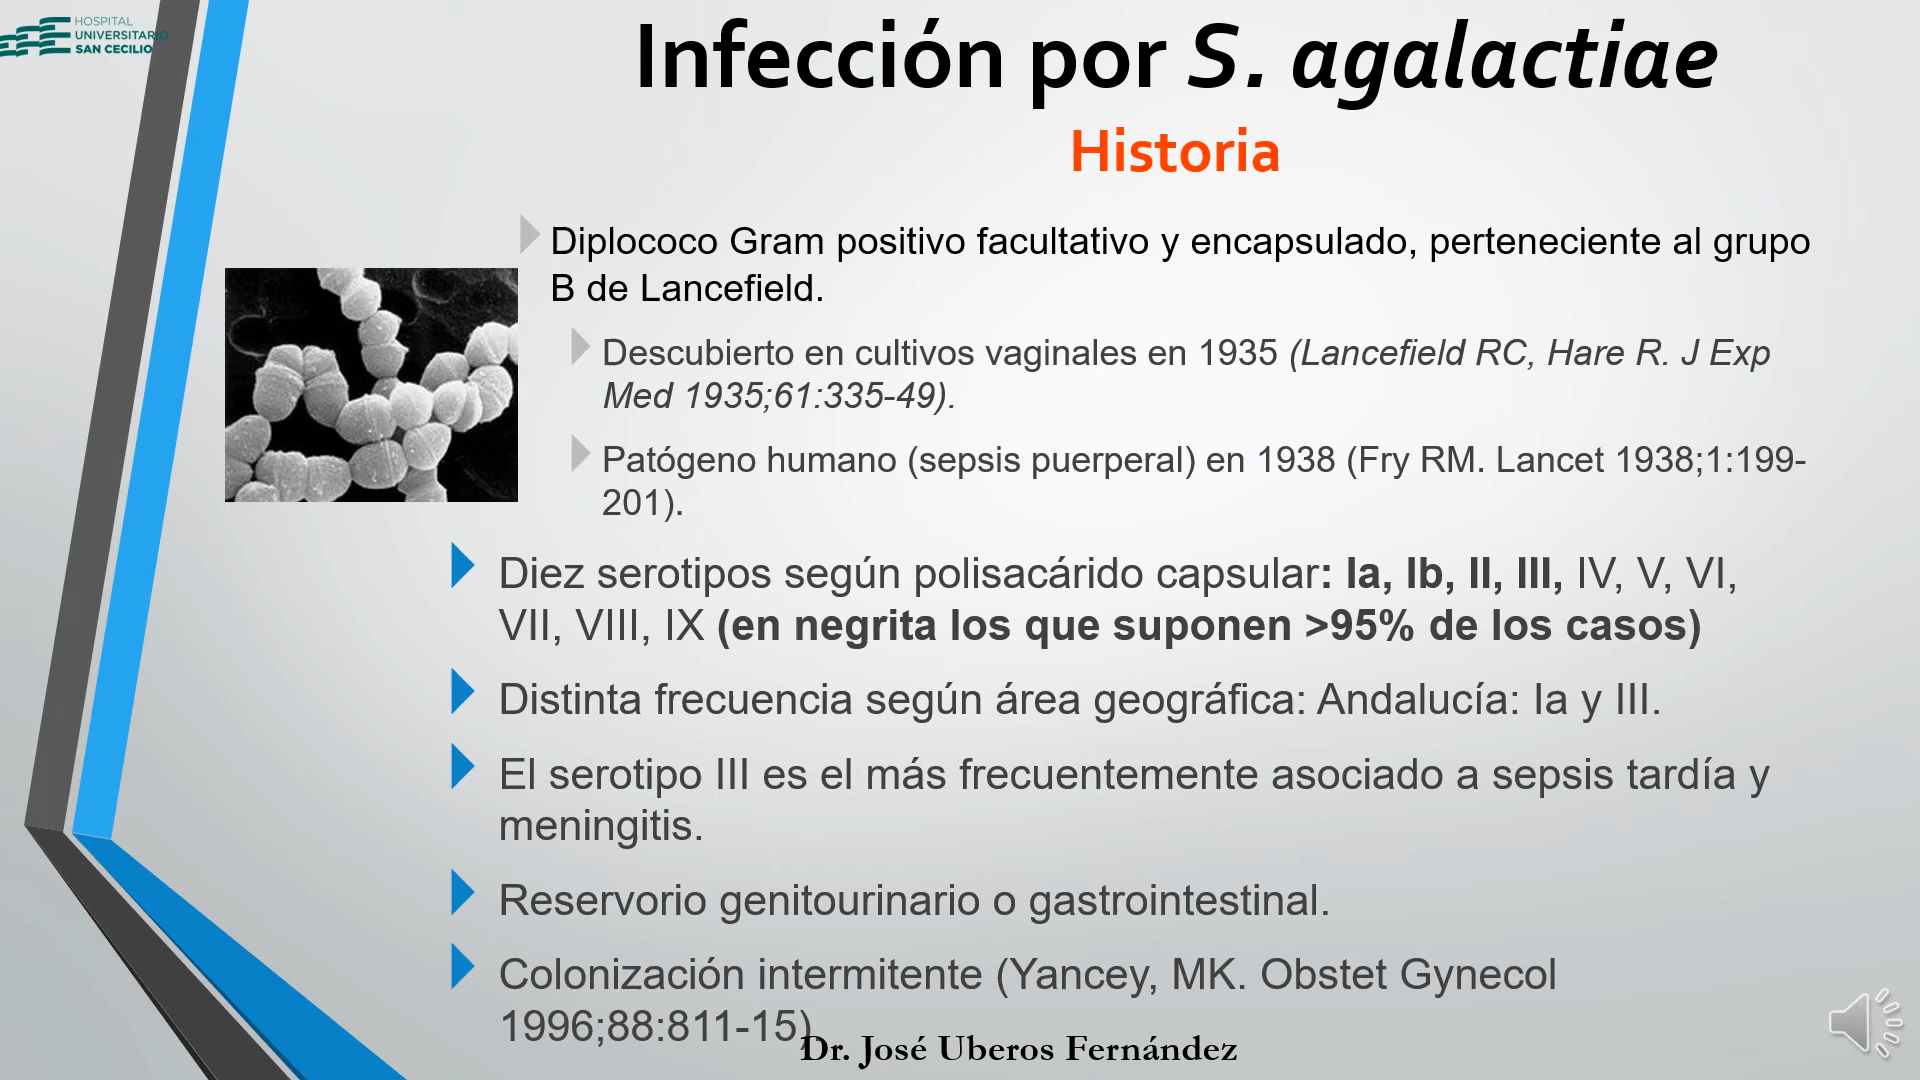 HOSPITAL
UNIVERSITARIO
SAN CECILIO
Infección por S. agalactiae
Historia
Diplococo Gram positivo facultativo y encapsulado, perteneciente al grupo
B de Lancefield.
Descubierto en cultivos vaginales en 1935 (Lancefield RC, Hare R. J Exp
Med 1935;61:335-49).
Patógeno humano (sepsis puerperal) en 1938 (Fry RM. Lancet 1938;1:199-
201).
Diez serotipos según polisacárido capsular: Ia, Ib, II, III, IV, V, VI,
VII, VIII, IX (en negrita los que suponen >95% de los casos)
Distinta frecuencia según área geográfica: Andalucía: Ia y III.
El serotipo III es el más frecuentemente asociado a sepsis tardía y
meningitis.
Reservorio genitourinario o gastrointestinal.
Colonización intermitente (Yancey, MK. Obstet Gynecol
1996;88:811-15)
Dr. José Uberos Fernández